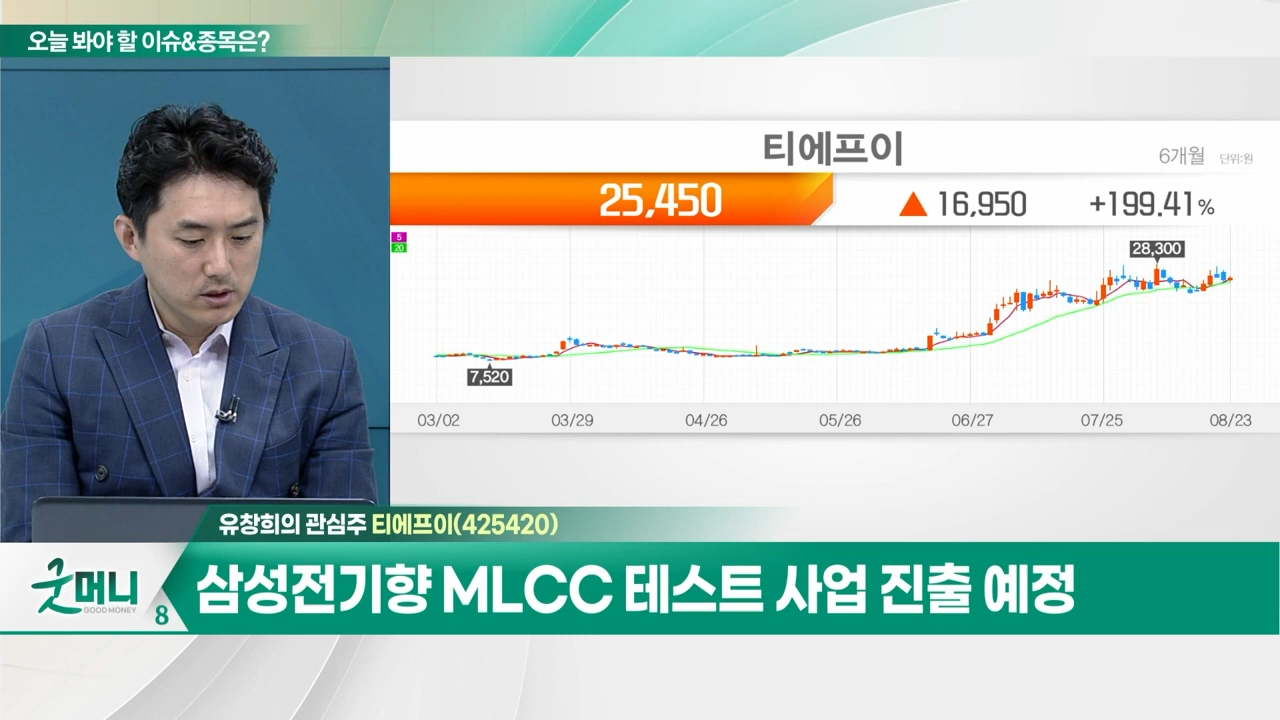 오늘 봐야 할 이슈&종목은?
티에프이
6개월 단위:원
25,450 ▲ 16,950 +199.41%
5
20
28,300
7,520
03/02 03/29 04/26 05/26 06/27 07/25 08/23
유창희의 관심주 티에프이(425420)
굿머니
GOOD MONEY
8
삼성전기향 MLCC 테스트 사업 진출 예정